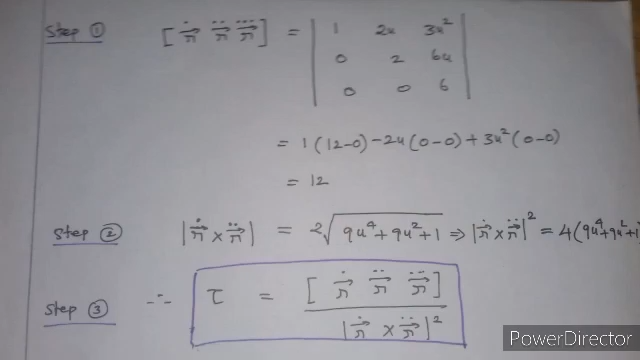 Step ① [ṙ⃗ r̈⃗ r⃛⃗] = | 1 2u 3u² |
| 0 2 6u |
| 0 0 6 |
= 1(12-0)-2u(0-0)+3u²(0-0)
= 12
Step ② |ṙ⃗ × r̈⃗| = 2√(9u⁴+9u²+1) ⇒ |ṙ⃗ × r̈⃗|² = 4(9u⁴+9u²+1)
Step ③ ∴ τ = [ṙ⃗ r̈⃗ r⃛⃗] / |ṙ⃗ × r̈⃗|²
PowerDirector